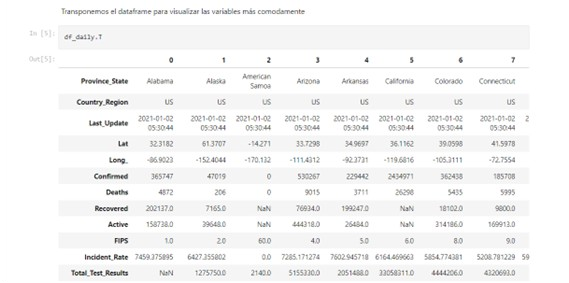 Transponemos el dataframe para visualizar las variables más comodamente
In [5]: df_daily.T
Out[5]: 0 1 2 3 4 5 6 7
Province_State Alabama Alaska American Samoa Arizona Arkansas California Colorado Connecticut
Country_Region US US US US US US US US
Last_Update 2021-01-02 05:30:44 2021-01-02 05:30:44 2021-01-02 05:30:44 2021-01-02 05:30:44 2021-01-02 05:30:44 2021-01-02 05:30:44 2021-01-02 05:30:44 2021-01-02 05:30:44 2
Lat 32.3182 61.3707 -14.271 33.7298 34.9697 36.1162 39.0598 41.5978
Long_ -86.9023 -152.4044 -170.132 -111.4312 -92.3731 -119.6816 -105.3111 -72.7554
Confirmed 365747 47019 0 530267 229442 2434971 362438 185708
Deaths 4872 206 0 9015 3711 26298 5435 5995
Recovered 202137.0 7165.0 NaN 76934.0 199247.0 NaN 18102.0 9800.0
Active 158738.0 39648.0 NaN 444318.0 26484.0 NaN 314186.0 169913.0
FIPS 1.0 2.0 60.0 4.0 5.0 6.0 8.0 9.0
Incident_Rate 7459.375895 6427.355802 0.0 7285.171274 7602.945718 6164.469663 5854.774381 5208.781229 59
Total_Test_Results NaN 1275750.0 2140.0 5155330.0 2051488.0 33058311.0 4444206.0 4320693.0